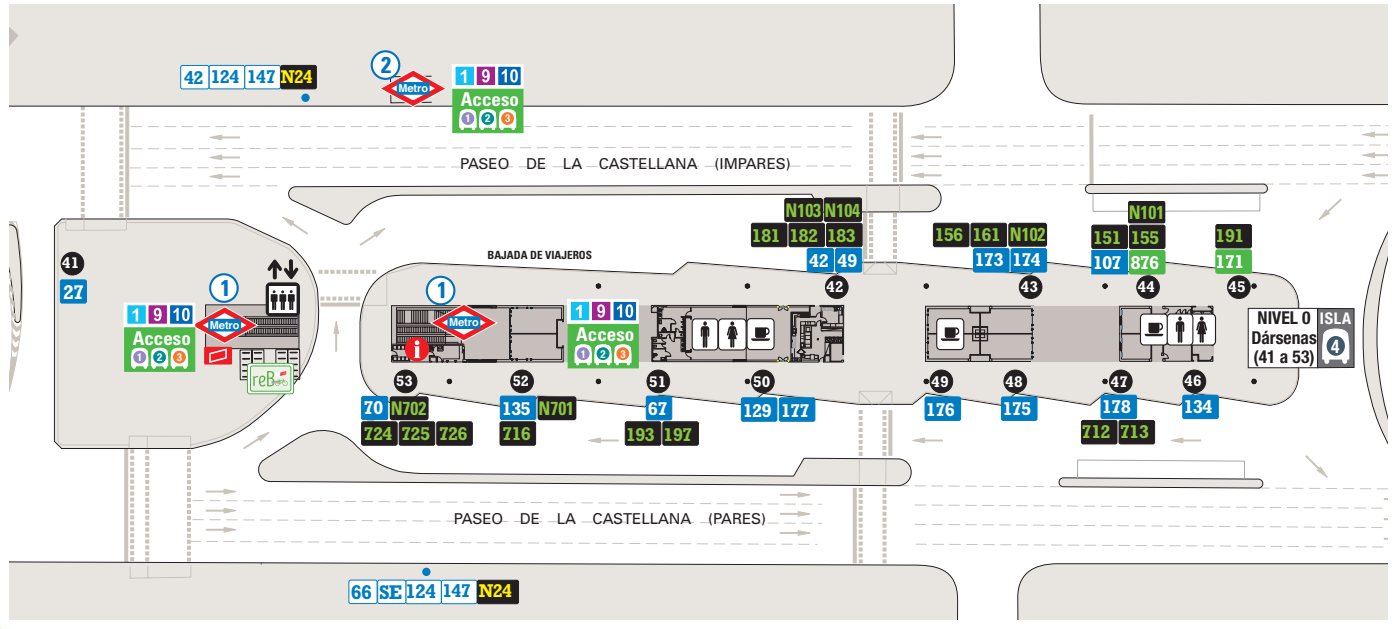 42 124 147 N24
2
Metro
1 9 10
Acceso
1 2 3
PASEO DE LA CASTELLANA (IMPARES)
N103 N104
181 182 183
42 49
42
156 161 N102
173 174
43
N101
151 155
107 876
44
191
171
45
BAJADA DE VIAJEROS
41
27
1
1 9 10
Metro
Acceso
1 2 3
reB
1
Metro
i
1 9 10
Acceso
1 2 3
NIVEL 0
Dársenas
(41 a 53)
ISLA
4
53
70 N702
724 725 726
52
135 N701
716
51
67
193 197
50
129 177
49
176
48
175
47
178
712 713
46
134
PASEO DE LA CASTELLANA (PARES)
66 SE 124 147 N24